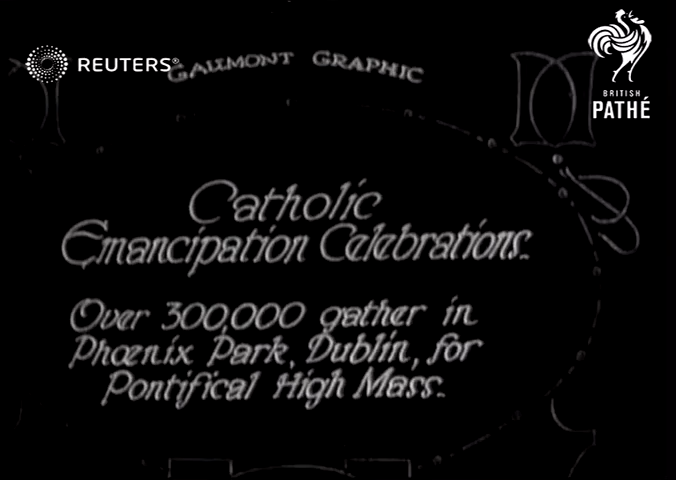 REUTERS®
GAUMONT GRAPHIC
BRITISH
PATHÉ
Catholic
Emancipation Celebrations.
Over 300,000 gather in
Phœnix Park, Dublin, for
Pontifical High Mass.